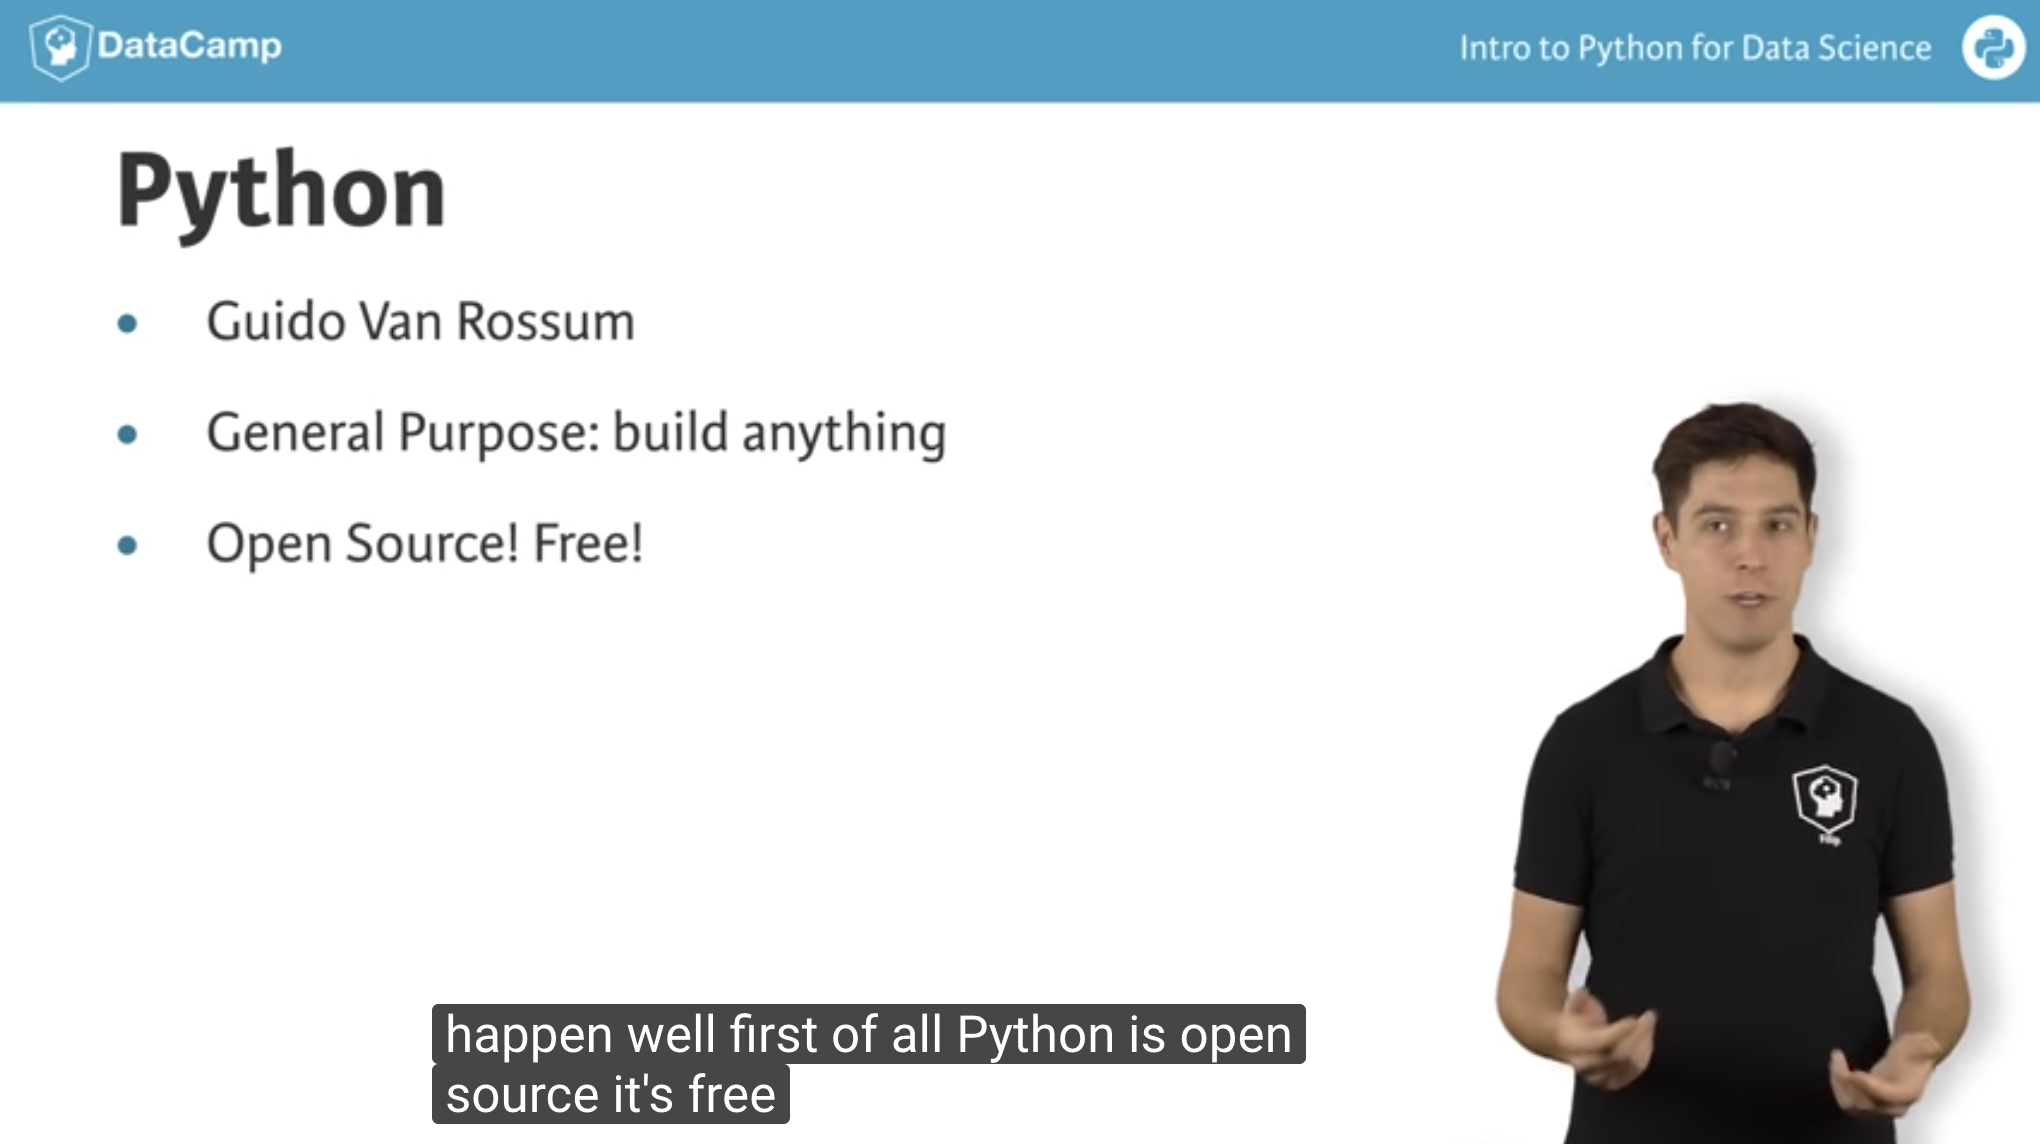 DataCamp
Intro to Python for Data Science
Python
Guido Van Rossum
General Purpose: build anything
Open Source! Free!
Filip
happen well first of all Python is open
source it's free